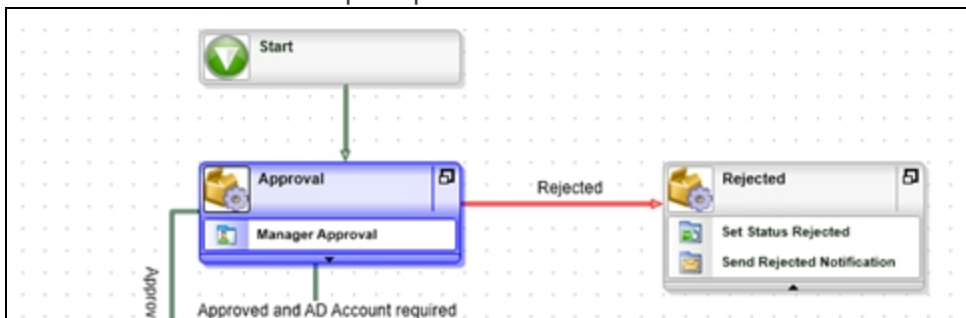 Start
Approval
Rejected
Rejected
Manager Approval
Set Status Rejected
Send Rejected Notification
Approved and AD Account required